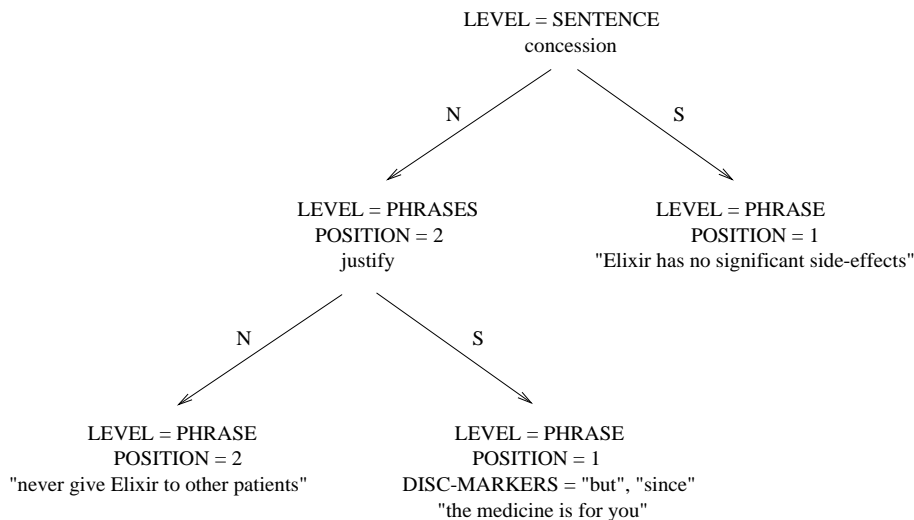 LEVEL = SENTENCE
concession
N
S
LEVEL = PHRASES
POSITION = 2
justify
LEVEL = PHRASE
POSITION = 1
"Elixir has no significant side-effects"
N
S
LEVEL = PHRASE
POSITION = 2
"never give Elixir to other patients"
LEVEL = PHRASE
POSITION = 1
DISC-MARKERS = "but", "since"
"the medicine is for you"